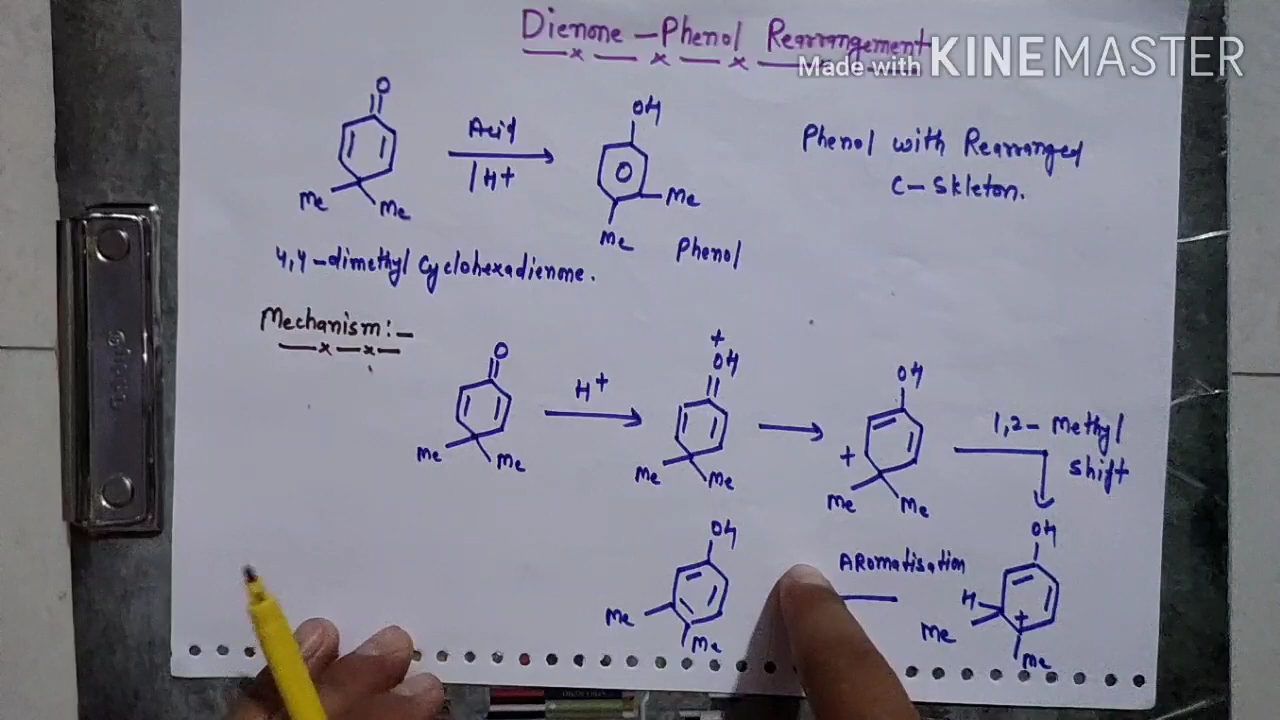 Dienone - Phenol Rearrangement
Made with KINEMASTER
O
Acid
/ H+
OH
Me
Me
Me
Me
Phenol
Phenol with Rearranged
C- Skleton.
4,4-dimethyl Cyclohexadienone.
Mechanism:-
O
Me
Me
H+
+
OH
Me
Me
OH
+
Me
Me
1,2- Methyl
Shift
OH
H
Me
+
Me
ARomatisation
OH
Me
Me